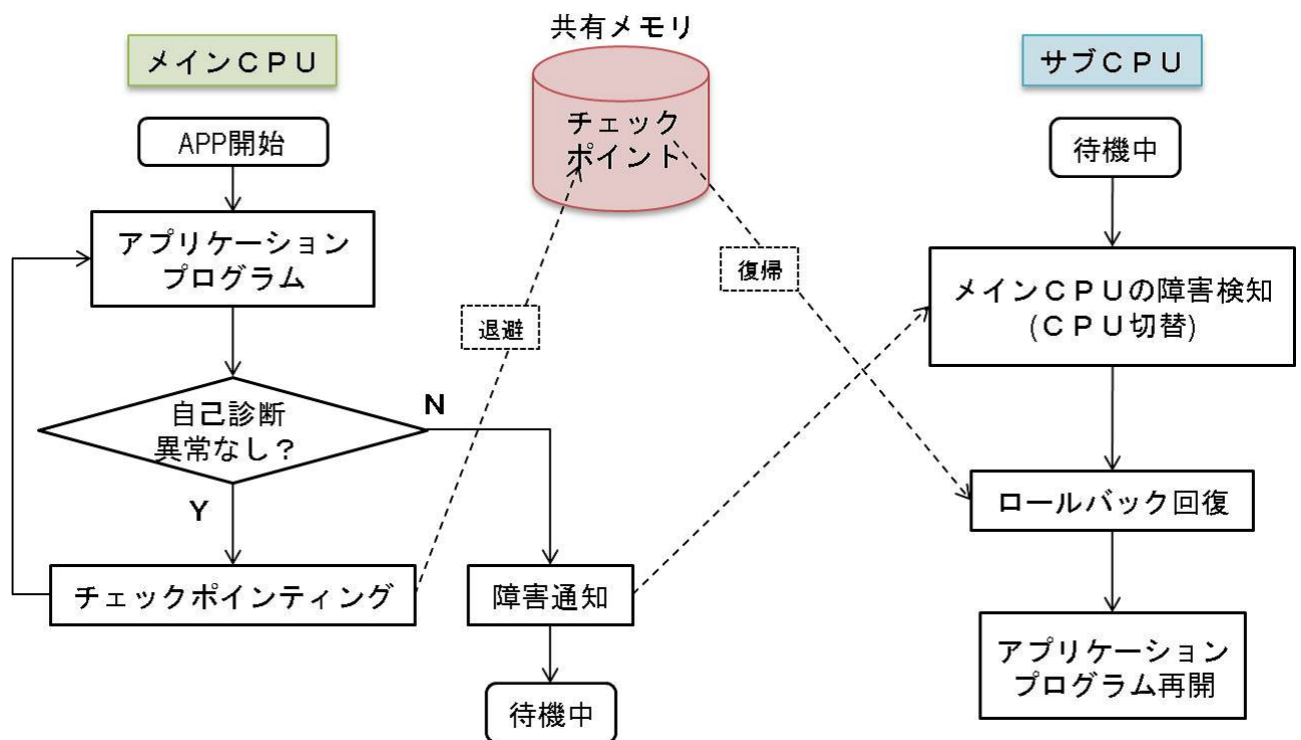 共有メモリ
メインＣＰＵ
サブＣＰＵ
チェック
ポイント
APP開始
待機中
アプリケーション
プログラム
復帰
メインＣＰＵの障害検知
(ＣＰＵ切替)
退避
自己診断
異常なし？
Ｎ
Ｙ
ロールバック回復
チェックポインティング
障害通知
アプリケーション
プログラム再開
待機中